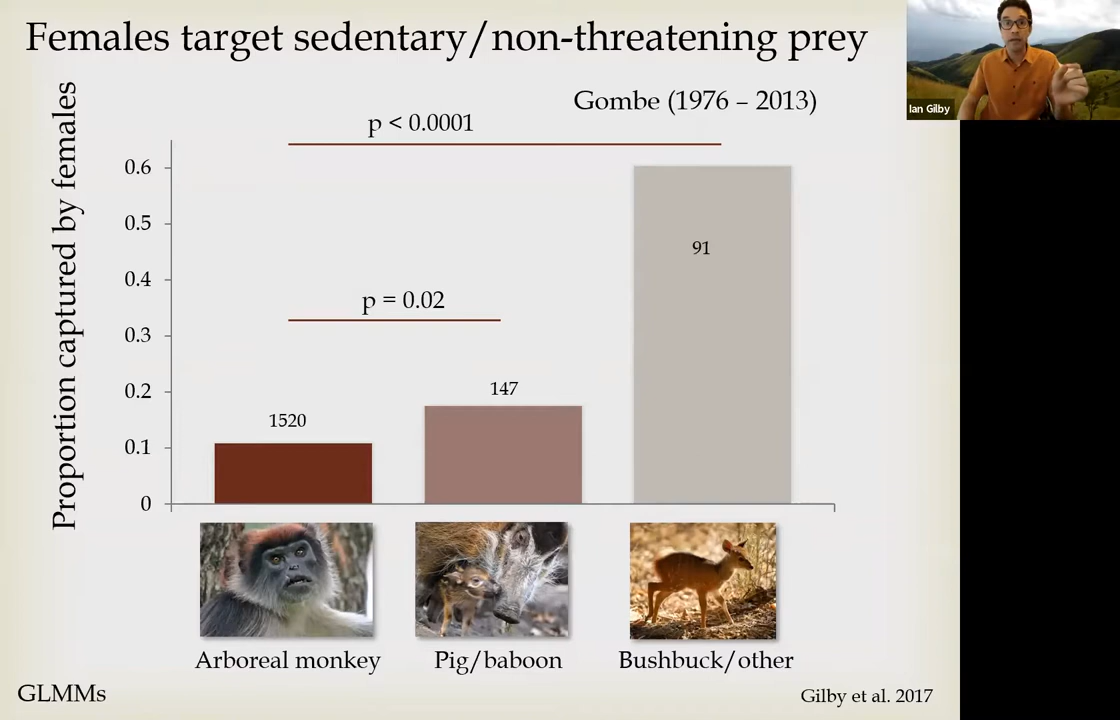 Females target sedentary/non-threatening prey
Ian Gilby
Gombe (1976 – 2013)
p < 0.0001
Proportion captured by females
0.6
0.5
0.4
0.3
0.2
0.1
0
91
p = 0.02
147
1520
Arboreal monkey
Pig/baboon
Bushbuck/other
GLMMs
Gilby et al. 2017